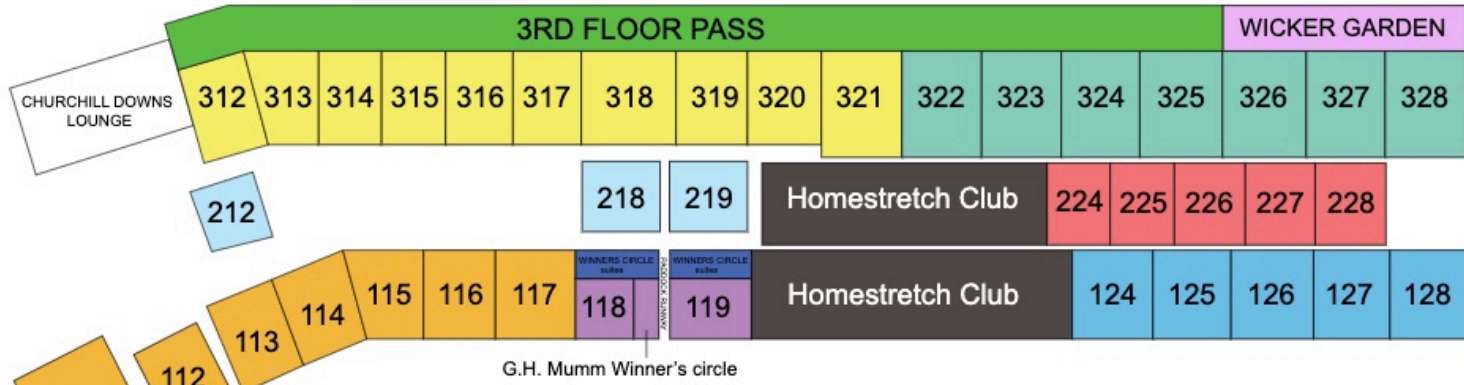 3RD FLOOR PASS
WICKER GARDEN
CHURCHILL DOWNS
LOUNGE
312 313 314 315 316 317 318 319 320 321 322 323 324 325 326 327 328
212
218
219
Homestretch Club
224 225 226 227 228
WINNERS CIRCLE
suites
PADDOCK RUNWAY
WINNERS CIRCLE
suites
112
113
114
115
116
117
118
119
Homestretch Club
124
125
126
127
128
G.H. Mumm Winner's circle